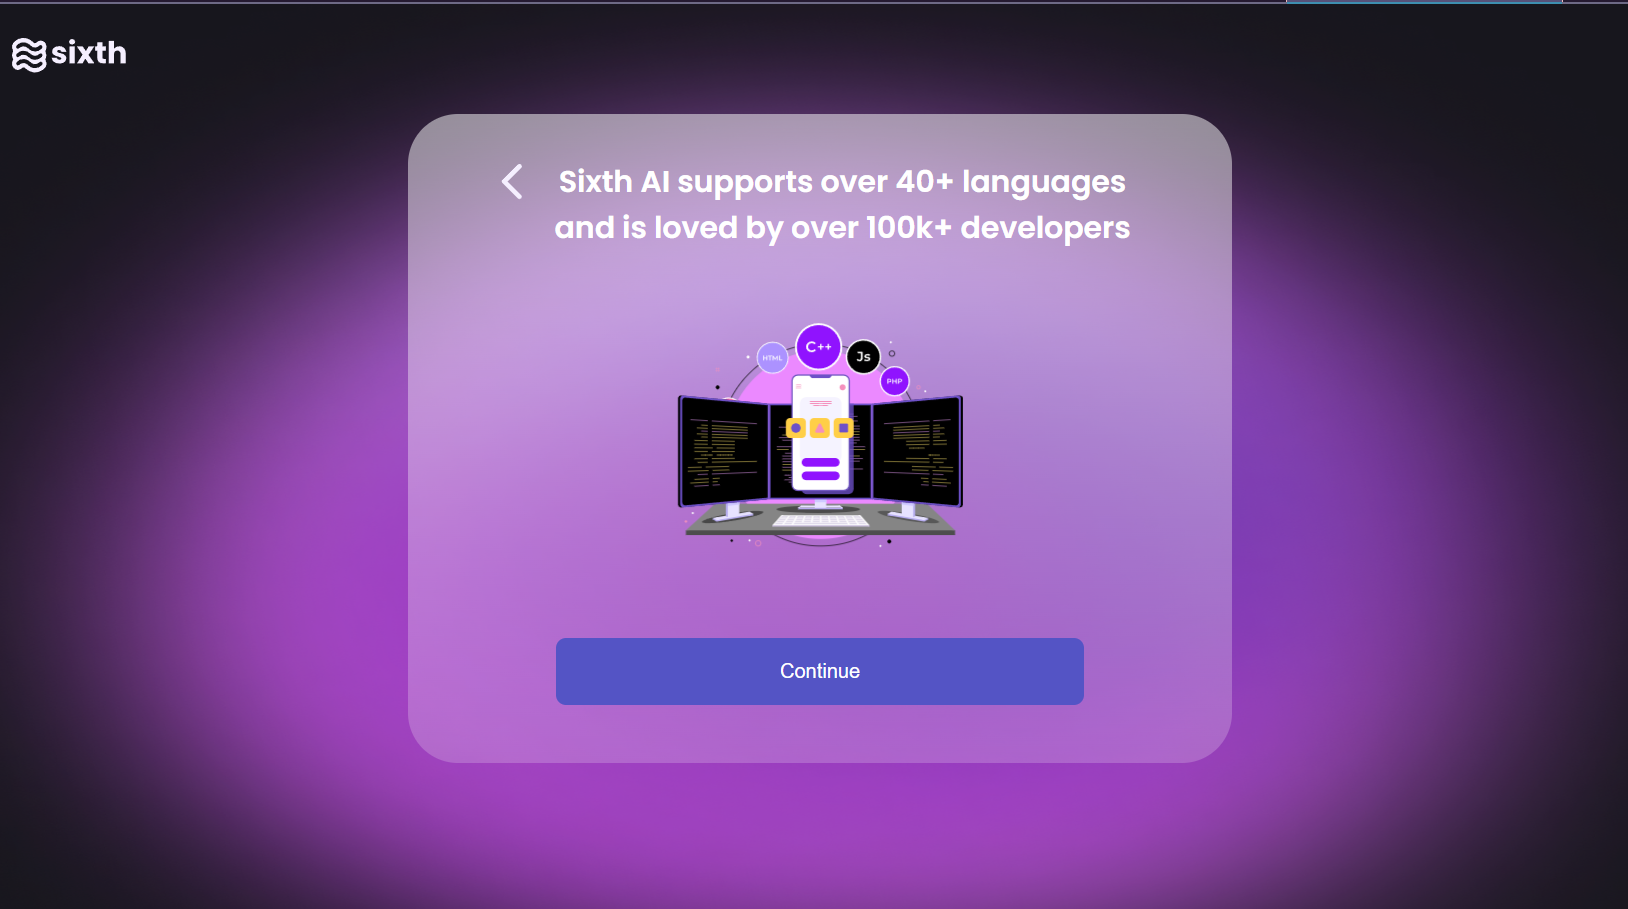 sixth
Sixth AI supports over 40+ languages
and is loved by over 100k+ developers
HTML
C++
Js
PHP
Continue